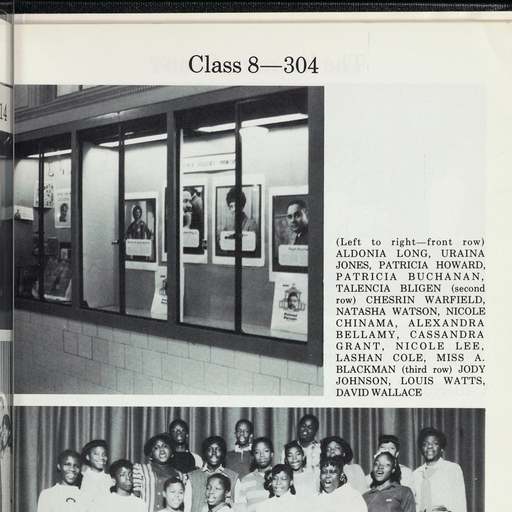 Class 8—304
14
(Left to right—front row)
ALDONIA LONG, URAINA
JONES, PATRICIA HOWARD,
PATRICIA BUCHANAN,
TALENCIA BLIGEN (second
row) CHESRIN WARFIELD,
NATASHA WATSON, NICOLE
CHINAMA, ALEXANDRA
BELLAMY, CASSANDRA
GRANT, NICOLE LEE,
LASHAN COLE, MISS A.
BLACKMAN (third row) JODY
JOHNSON, LOUIS WATTS,
DAVID WALLACE